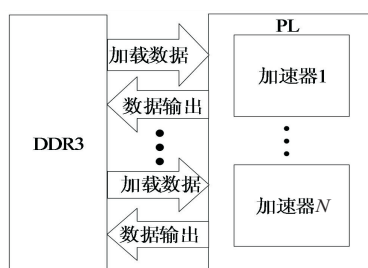 PL
加载数据
加速器1
数据输出
DDR3
加载数据
加速器N
数据输出